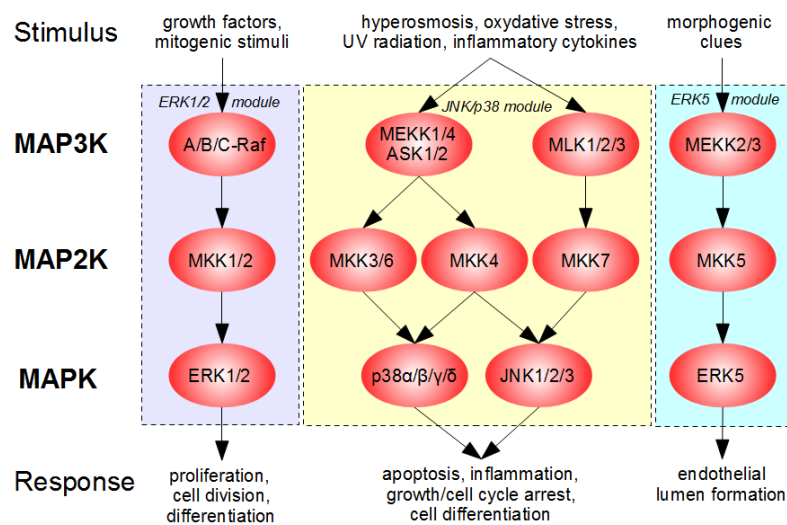 Stimulus
growth factors,
mitogenic stimuli
hyperosmosis, oxydative stress,
UV radiation, inflammatory cytokines
morphogenic
clues
ERK1/2 module
JNK/p38 module
ERK5 module
MAP3K
A/B/C-Raf
MEKK1/4
ASK1/2
MLK1/2/3
MEKK2/3
MAP2K
MKK1/2
MKK3/6
MKK4
MKK7
MKK5
MAPK
ERK1/2
p38α/β/γ/δ
JNK1/2/3
ERK5
Response
proliferation,
cell division,
differentiation
apoptosis, inflammation,
growth/cell cycle arrest,
cell differentiation
endothelial
lumen formation